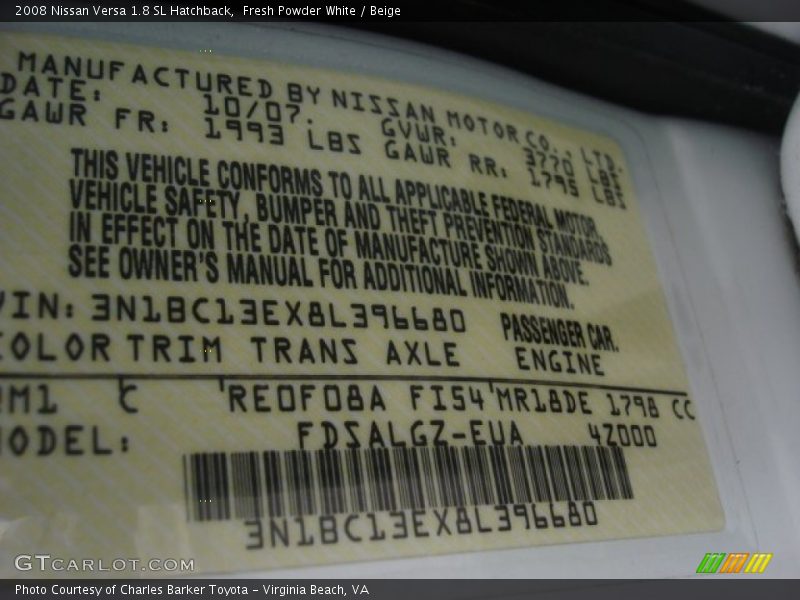 2008 Nissan Versa 1.8 SL Hatchback,  Fresh Powder White / Beige
MANUFACTURED BY NISSAN MOTOR CO., LTD.
DATE: 10/07. GVWR: 3770 LBS
GAWR FR: 1993 LBS GAWR RR: 1795 LBS
THIS VEHICLE CONFORMS TO ALL APPLICABLE FEDERAL MOTOR
VEHICLE SAFETY, BUMPER AND THEFT PREVENTION STANDARDS
IN EFFECT ON THE DATE OF MANUFACTURE SHOWN ABOVE.
SEE OWNER'S MANUAL FOR ADDITIONAL INFORMATION.
VIN: 3N1BC13EX8L396680 PASSENGER CAR.
COLOR TRIM TRANS AXLE ENGINE
QM1 C RE0F08A FI54 MR18DE 1798 CC
MODEL: FDSALGZ-EUA 4Z000
3N1BC13EX8L396680
GTCARLOT.COM
Photo Courtesy of Charles Barker Toyota - Virginia Beach, VA